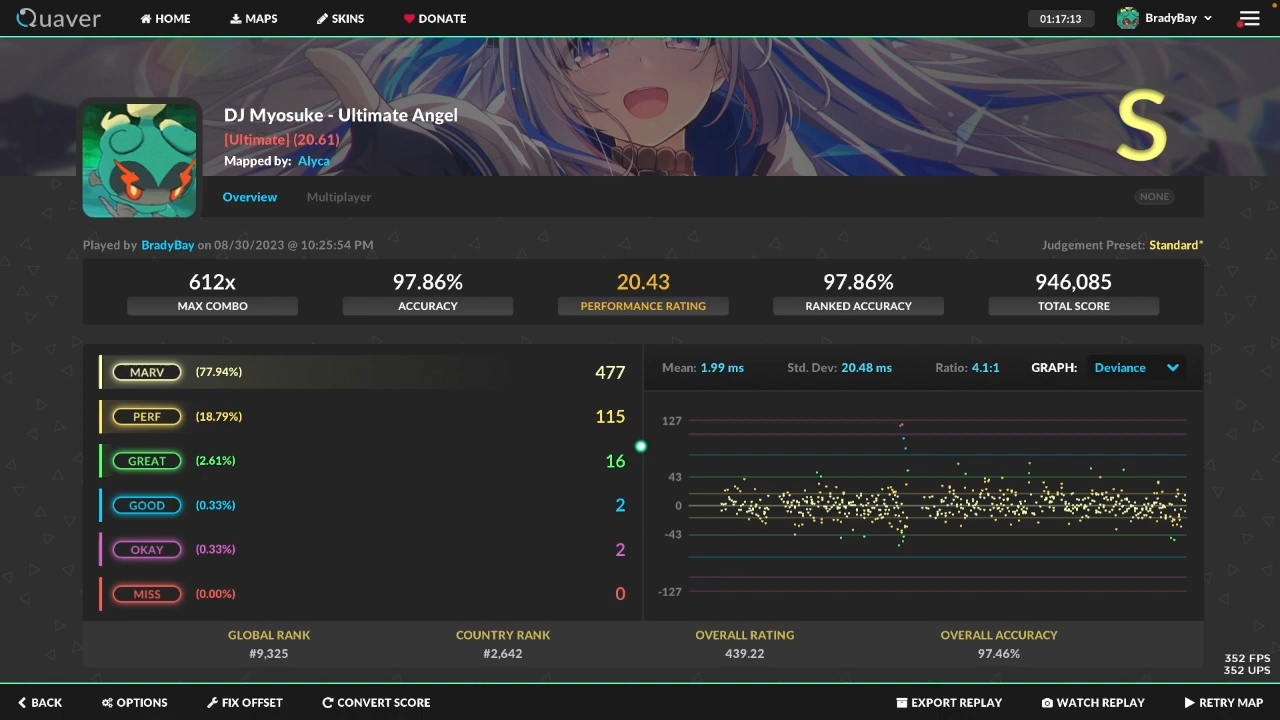 Quaver HOME MAPS SKINS DONATE 01:17:13 BradyBay
DJ Myosuke - Ultimate Angel
[Ultimate] (20.61)
Mapped by: Alyca
S
Overview Multiplayer NONE
Played by BradyBay on 08/30/2023 @ 10:25:54 PM Judgement Preset: Standard*
612x 97.86% 20.43 97.86% 946,085
MAX COMBO ACCURACY PERFORMANCE RATING RANKED ACCURACY TOTAL SCORE
MARV (77.94%) 477
PERF (18.79%) 115
GREAT (2.61%) 16
GOOD (0.33%) 2
OKAY (0.33%) 2
MISS (0.00%) 0
Mean: 1.99 ms Std. Dev: 20.48 ms Ratio: 4.1:1 GRAPH: Deviance
127
43
0
-43
-127
GLOBAL RANK COUNTRY RANK OVERALL RATING OVERALL ACCURACY
#9,325 #2,642 439.22 97.46%
352 FPS
352 UPS
BACK OPTIONS FIX OFFSET CONVERT SCORE EXPORT REPLAY WATCH REPLAY RETRY MAP